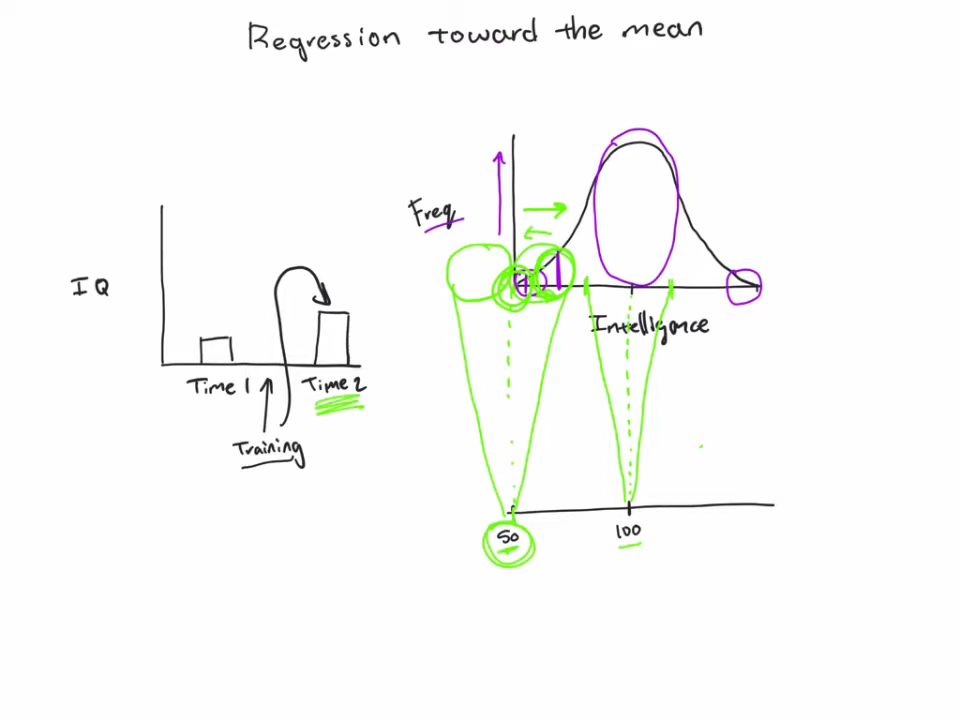 Regression toward the mean
Freq
IQ
Intelligence
Time 1
Time 2
Training
50
100